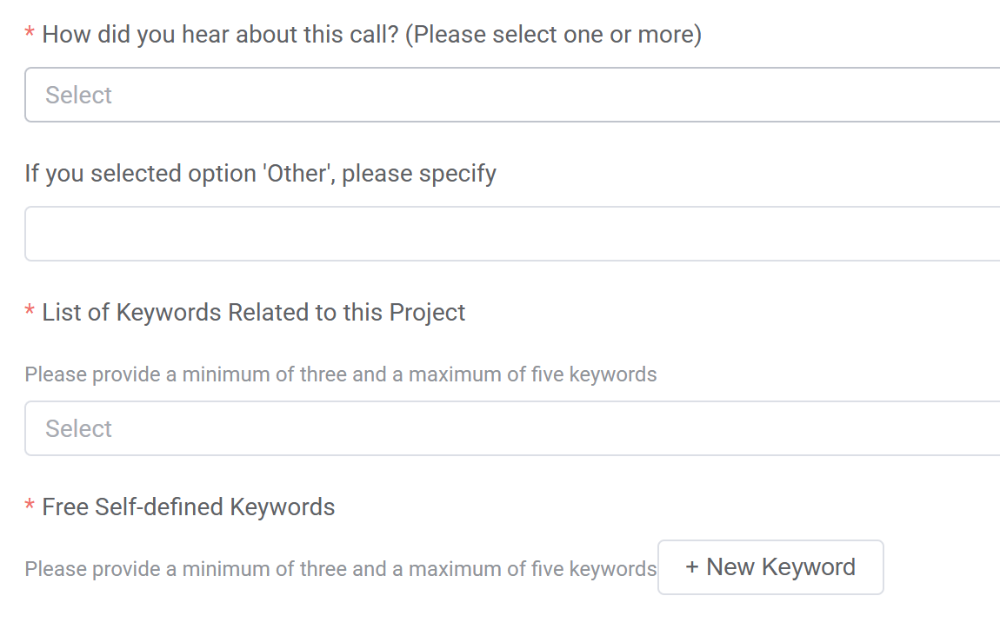 * How did you hear about this call? (Please select one or more)
Select
If you selected option 'Other', please specify
* List of Keywords Related to this Project
Please provide a minimum of three and a maximum of five keywords
Select
* Free Self-defined Keywords
Please provide a minimum of three and a maximum of five keywords + New Keyword